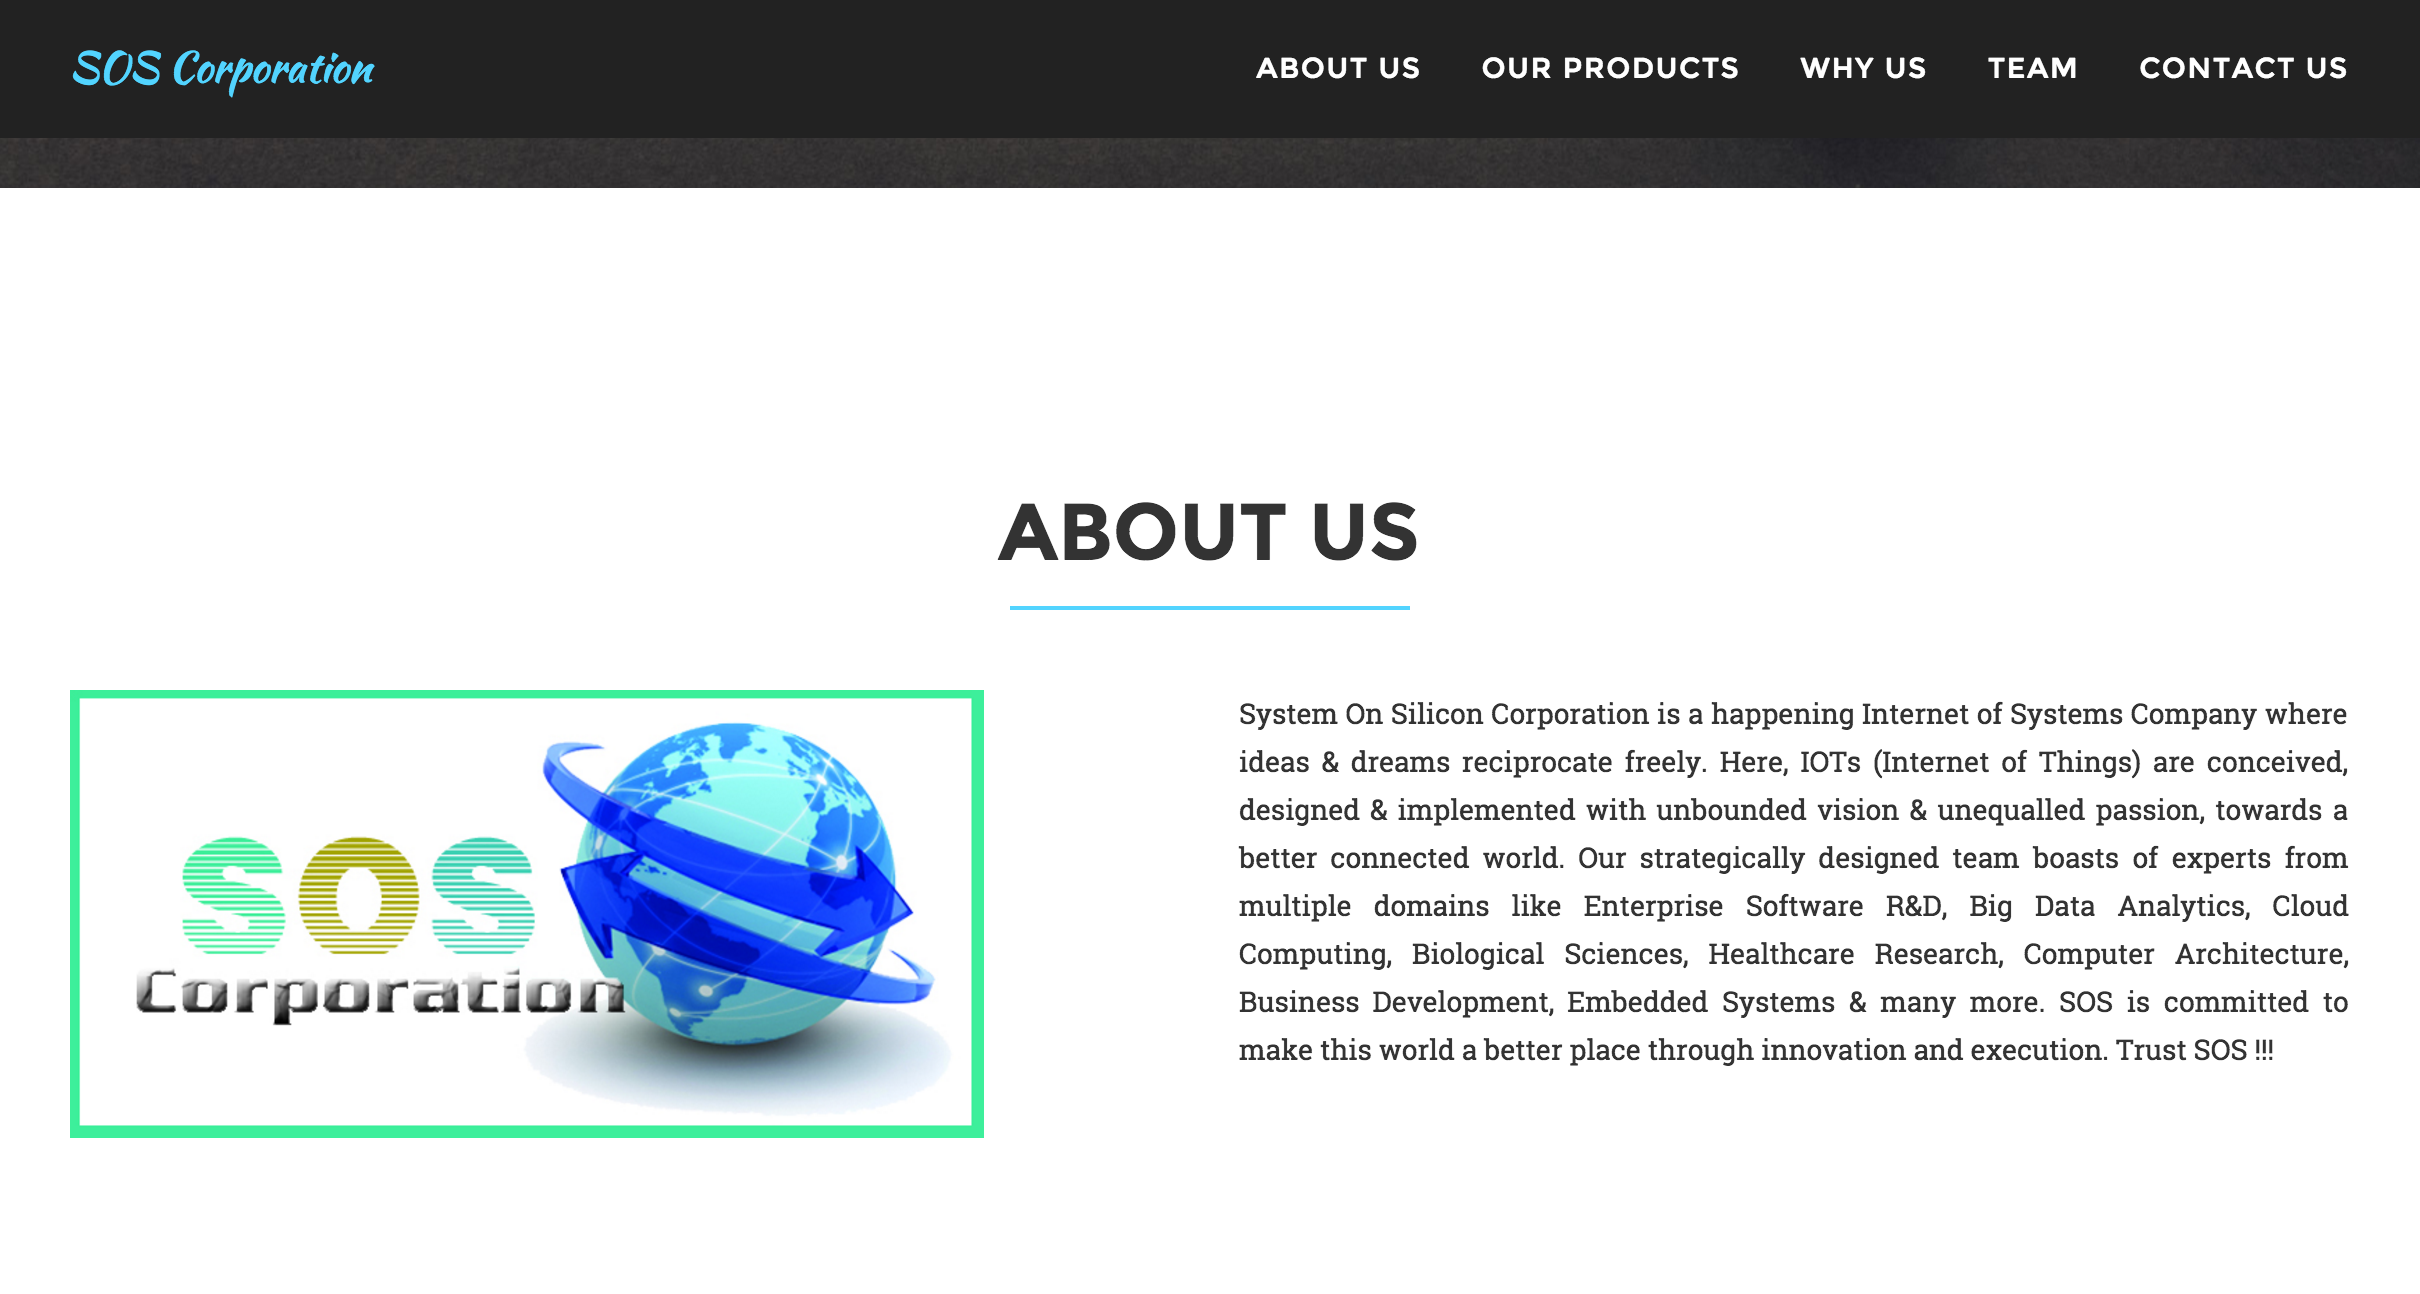 SOS Corporation
ABOUT US
OUR PRODUCTS
WHY US
TEAM
CONTACT US
ABOUT US
SOS
Corporation
System On Silicon Corporation is a happening Internet of Systems Company where
ideas & dreams reciprocate freely. Here, IOTs (Internet of Things) are conceived,
designed & implemented with unbounded vision & unequalled passion, towards a
better connected world. Our strategically designed team boasts of experts from
multiple domains like Enterprise Software R&D, Big Data Analytics, Cloud
Computing, Biological Sciences, Healthcare Research, Computer Architecture,
Business Development, Embedded Systems & many more. SOS is committed to
make this world a better place through innovation and execution. Trust SOS !!!